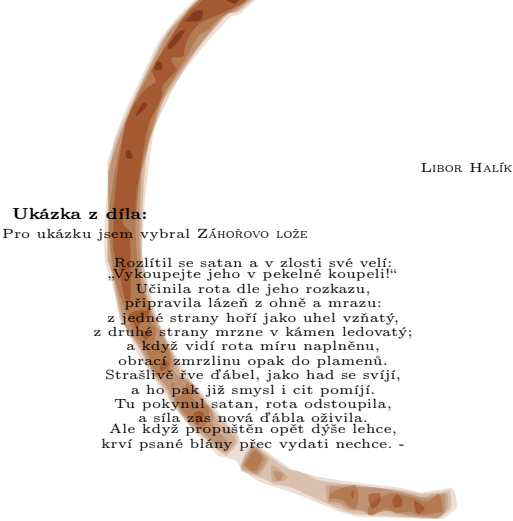 Libor Halík
Ukázka z díla:
Pro ukázku jsem vybral Záhořovo lože
Rozlítil se satan a v zlosti své velí:
„Vykoupejte jeho v pekelné koupeli!“
Učinila rota dle jeho rozkazu,
připravila lázeň z ohně a mrazu:
z jedné strany hoří jako uhel vzňatý,
z druhé strany mrzne v kámen ledovatý;
a když vidí rota míru naplněnu,
obrací zmrzlinu opak do plamenů.
Strašlivě řve ďábel, jako had se svíjí,
a ho pak již smysl i cit pomíjí.
Tu pokynul satan, rota odstoupila,
a síla zas nová ďábla oživila.
Ale když propuštěn opět dýše lehce,
krví psané blány přec vydati nechce. -